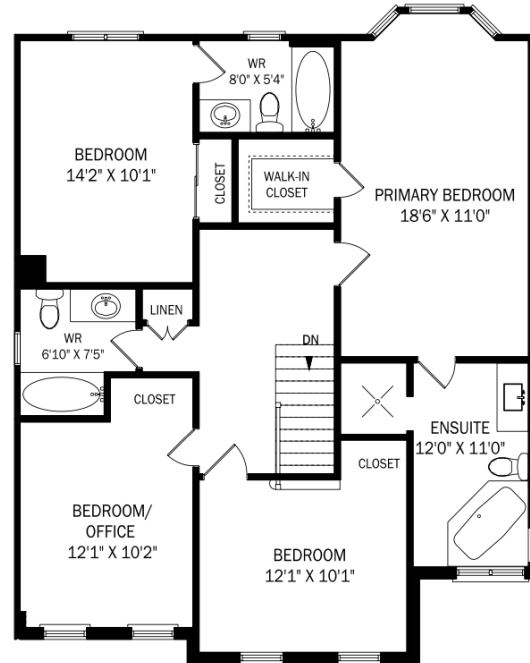 WR
8'0" X 5'4"
BEDROOM
14'2" X 10'1"
CLOSET
WALK-IN
CLOSET
PRIMARY BEDROOM
18'6" X 11'0"
LINEN
WR
6'10" X 7'5"
DN
CLOSET
ENSUITE
12'0" X 11'0"
CLOSET
BEDROOM/
OFFICE
12'1" X 10'2"
BEDROOM
12'1" X 10'1"